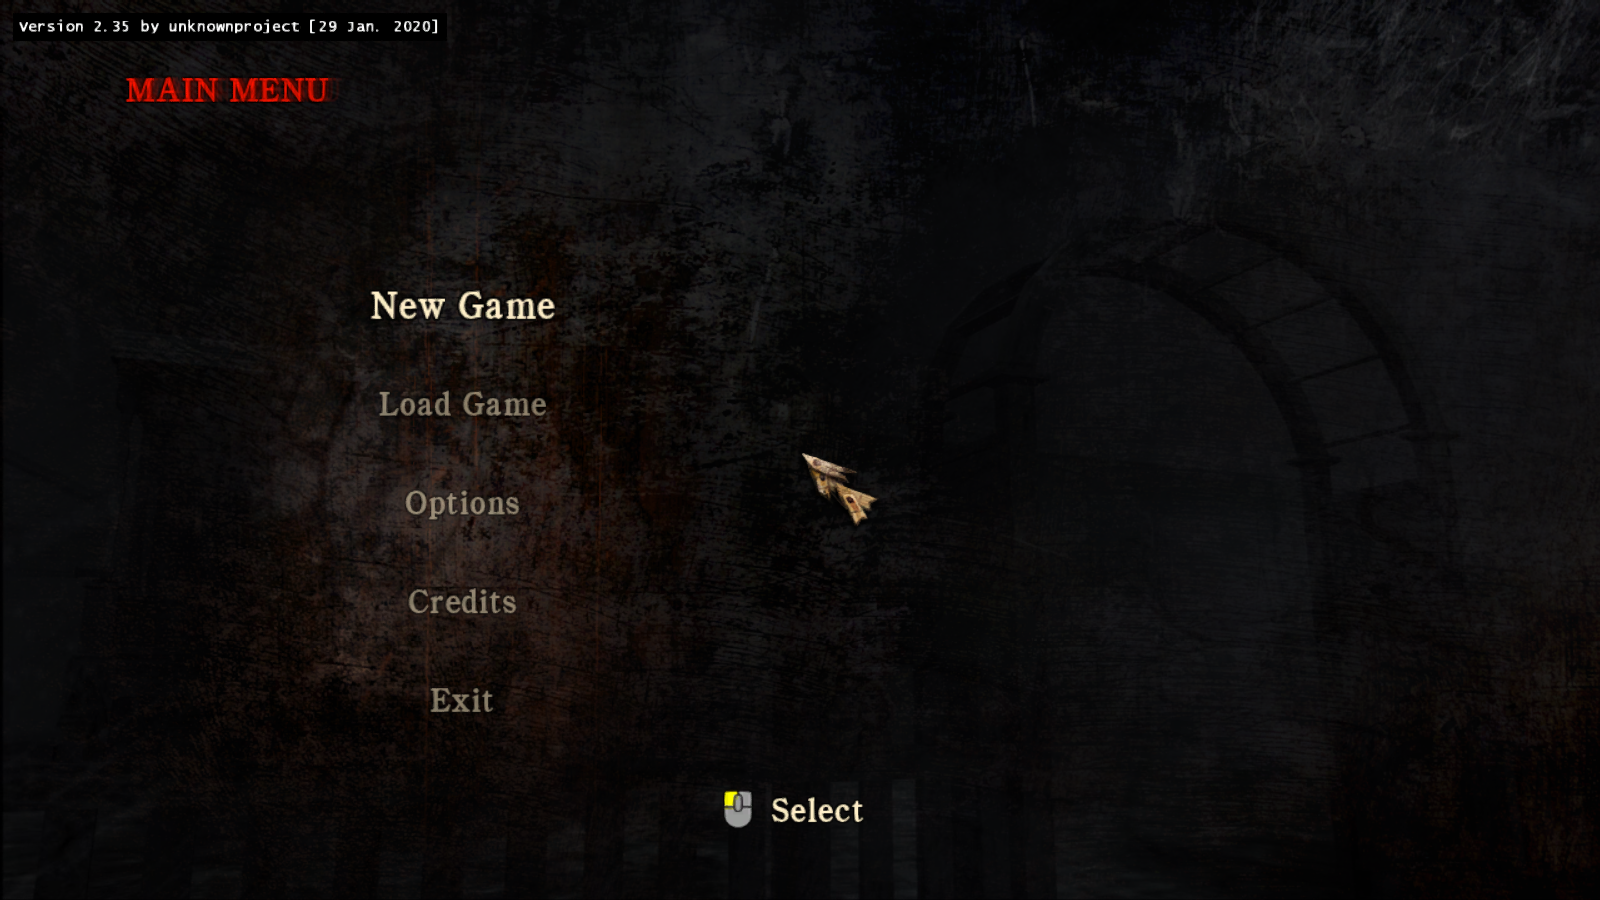 Version 2.35 by unknownproject [29 Jan. 2020]
MAIN MENU
New Game
Load Game
Options
Credits
Exit
Select